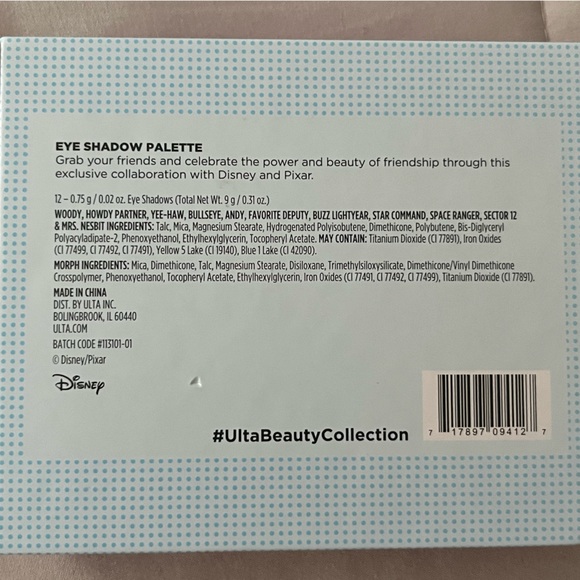 EYE SHADOW PALETTE
Grab your friends and celebrate the power and beauty of friendship through this
exclusive collaboration with Disney and Pixar.
12 – 0.75 g / 0.02 oz. Eye Shadows (Total Net Wt. 9 g / 0.31 oz.)
WOODY, HOWDY PARTNER, YEE-HAW, BULLSEYE, ANDY, FAVORITE DEPUTY, BUZZ LIGHTYEAR, STAR COMMAND, SPACE RANGER, SECTOR 12
& MRS. NESBIT INGREDIENTS: Talc, Mica, Magnesium Stearate, Hydrogenated Polyisobutene, Dimethicone, Polybutene, Bis-Diglyceryl
Polyacyladipate-2, Phenoxyethanol, Ethylhexylglycerin, Tocopheryl Acetate. MAY CONTAIN: Titanium Dioxide (CI 77891), Iron Oxides
(CI 77499, CI 77492, CI 77491), Yellow 5 Lake (CI 19140), Blue 1 Lake (CI 42090).
MORPH INGREDIENTS: Mica, Dimethicone, Talc, Magnesium Stearate, Disiloxane, Trimethylsiloxysilicate, Dimethicone/Vinyl Dimethicone
Crosspolymer, Phenoxyethanol, Tocopheryl Acetate, Ethylhexylglycerin, Iron Oxides (CI 77491, CI 77492, CI 77499), Titanium Dioxide (CI 77891).
MADE IN CHINA
DIST. BY ULTA INC.
BOLINGBROOK, IL 60440
ULTA.COM
BATCH CODE #113101-01
© Disney/Pixar
Disney
#UltaBeautyCollection
7 17897 09412 7